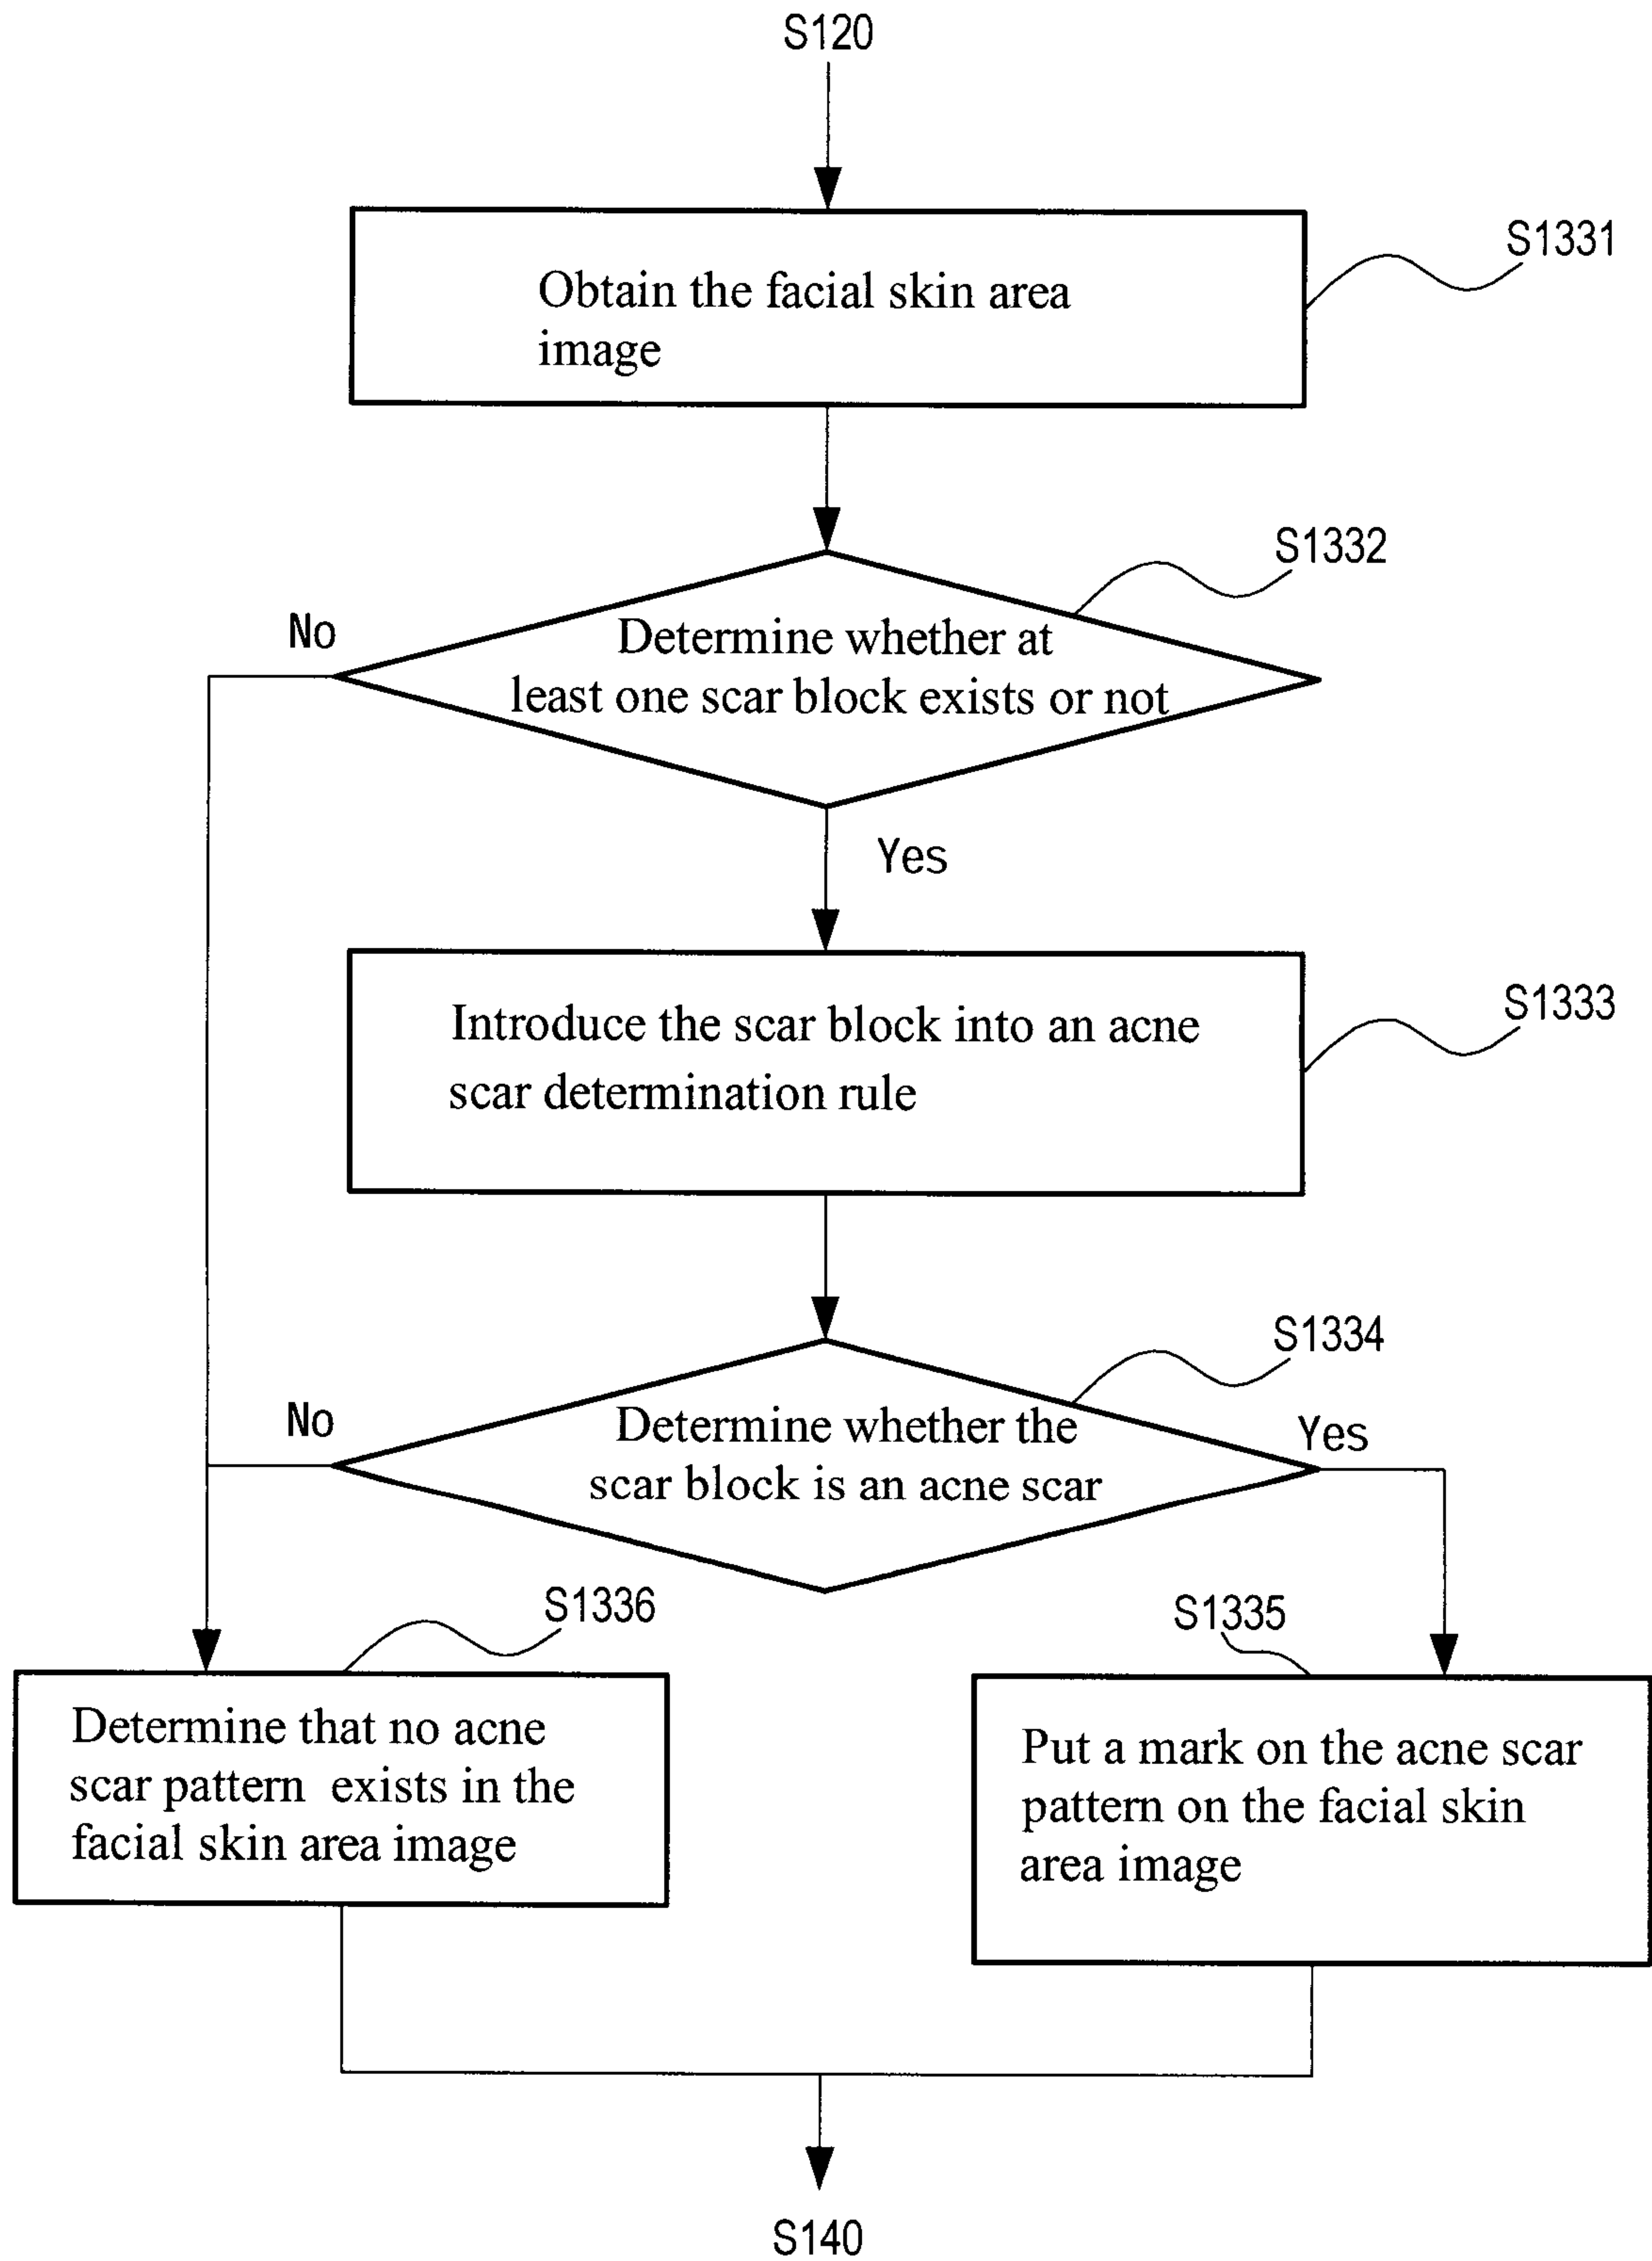 S120
Obtain the facial skin area
image
S1331
Determine whether at
least one scar block exists or not
S1332
No
Yes
Introduce the scar block into an acne
scar determination rule
S1333
Determine whether the
scar block is an acne scar
S1334
No
Yes
S1336
S1335
Determine that no acne
scar pattern exists in the
facial skin area image
Put a mark on the acne scar
pattern on the facial skin
area image
S140